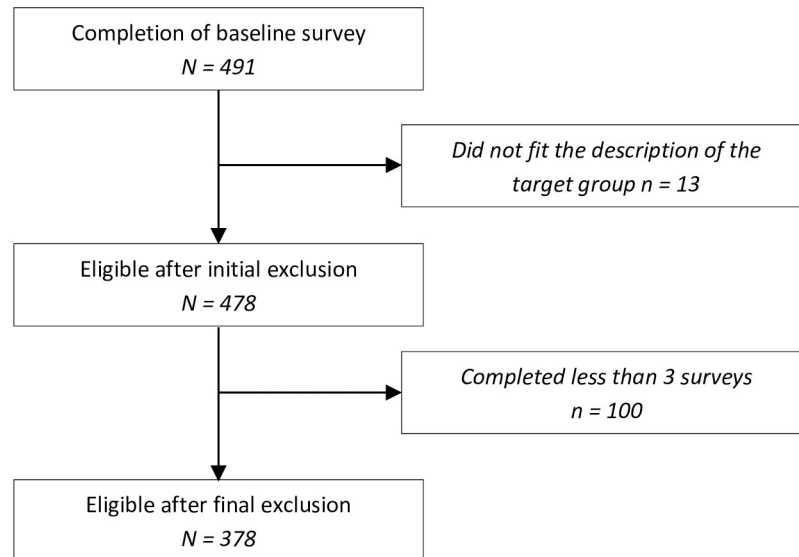 Completion of baseline survey
N = 491
Did not fit the description of the
target group n = 13
Eligible after initial exclusion
N = 478
Completed less than 3 surveys
n = 100
Eligible after final exclusion
N = 378